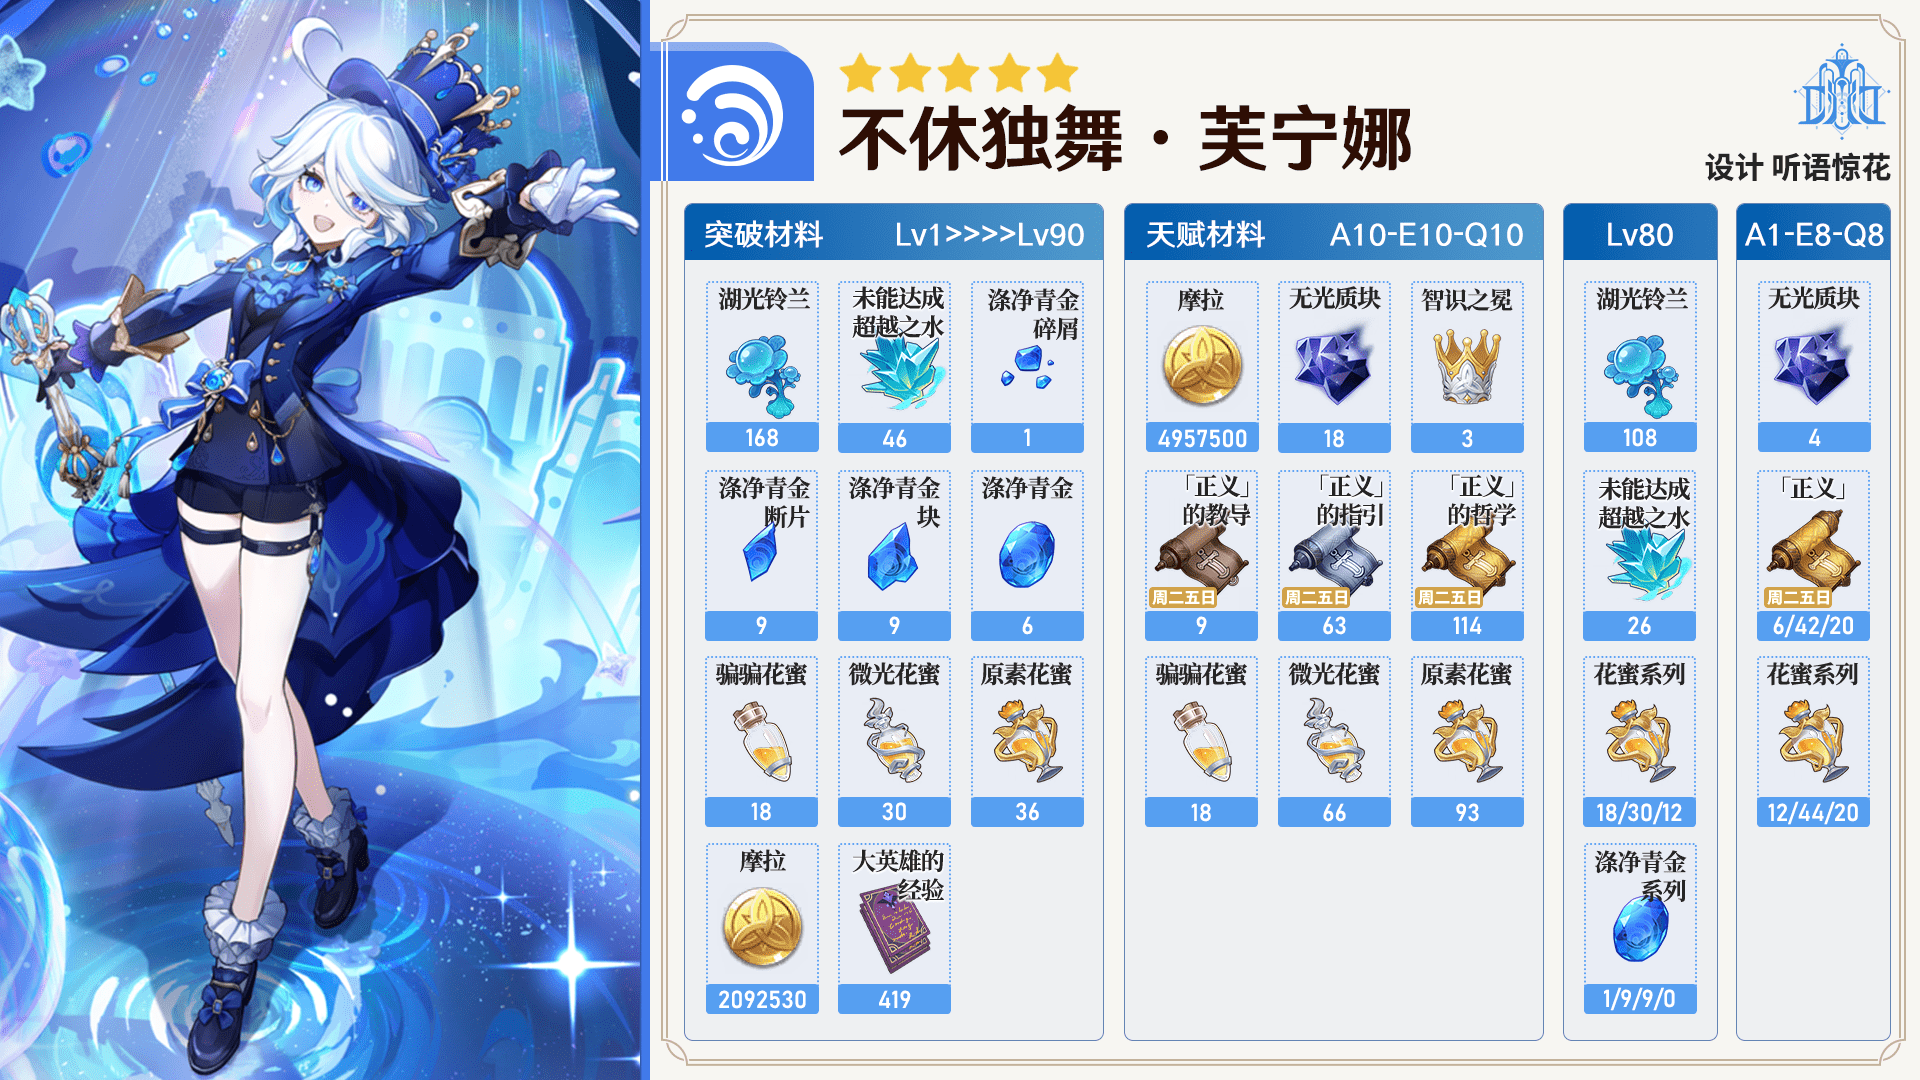 不休独舞·芙宁娜
设计 听语惊花
突破材料 Lv1>>>>Lv90
湖光铃兰
168
未能达成
超越之水
46
涤净青金
碎屑
1
涤净青金
断片
9
涤净青金
块
9
涤净青金
6
骗骗花蜜
18
微光花蜜
30
原素花蜜
36
摩拉
2092530
大英雄的
经验
419
天赋材料 A10-E10-Q10
摩拉
4957500
无光质块
18
智识之冕
3
「正义」
的教导
周二五日
9
「正义」
的指引
周二五日
63
「正义」
的哲学
周二五日
114
骗骗花蜜
18
微光花蜜
66
原素花蜜
93
Lv80
湖光铃兰
108
未能达成
超越之水
26
花蜜系列
18/30/12
涤净青金
系列
1/9/9/0
A1-E8-Q8
无光质块
4
「正义」
周二五日
6/42/20
花蜜系列
12/44/20